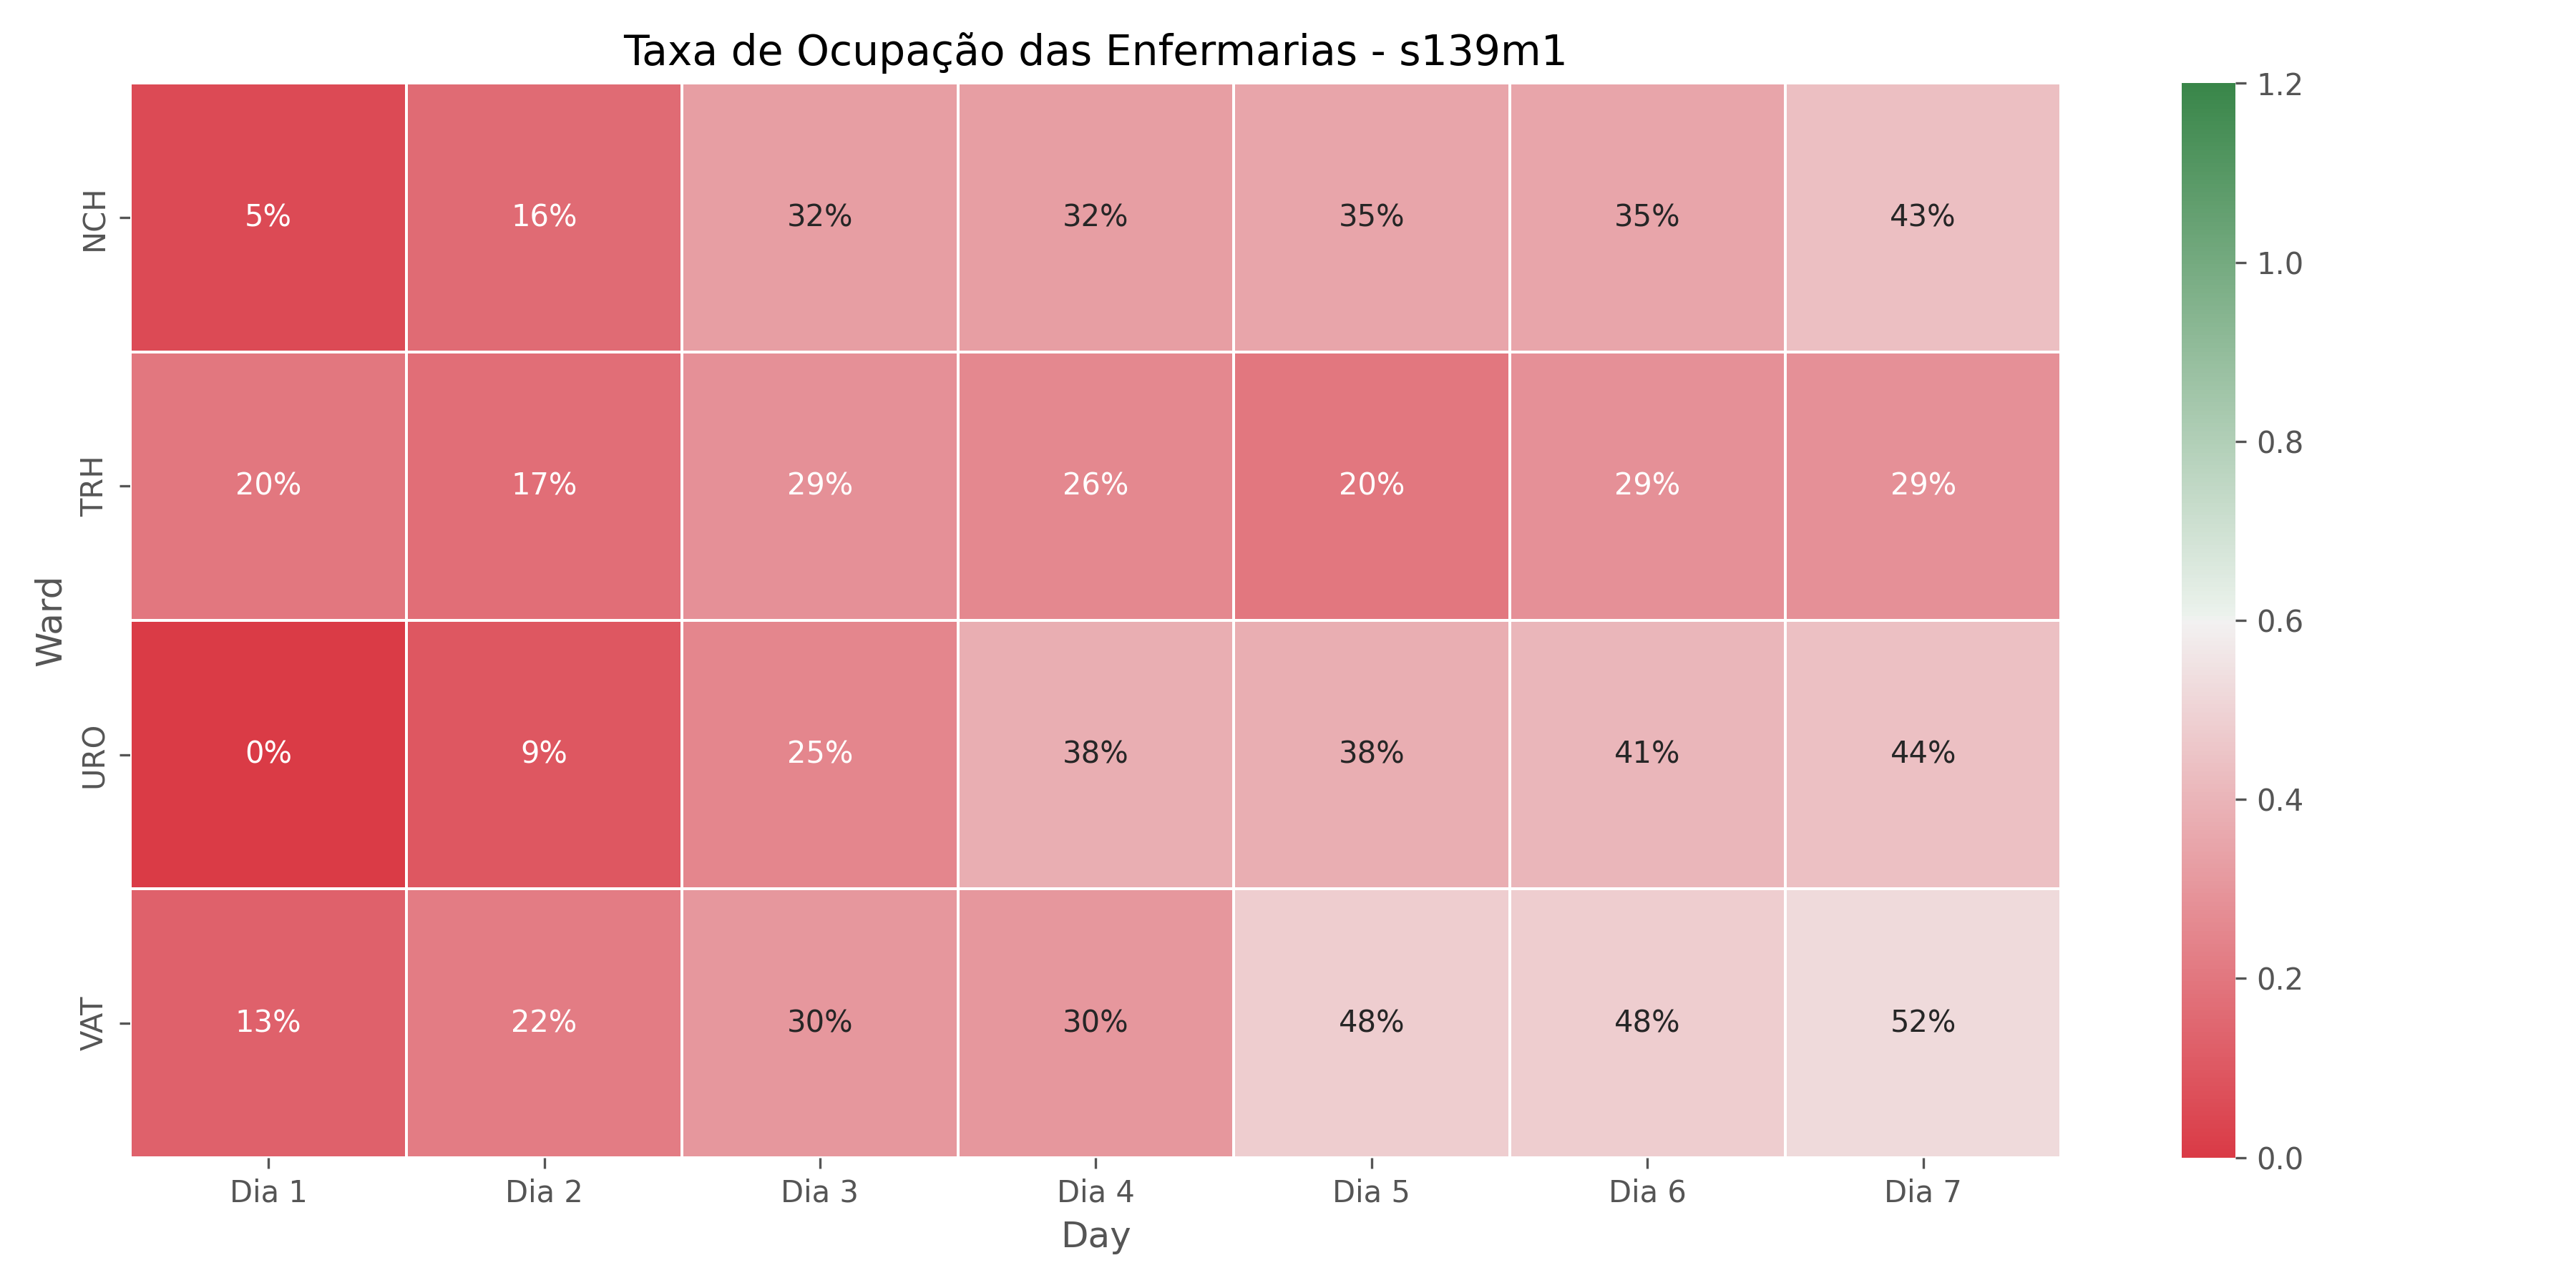 Taxa de Ocupação das Enfermarias - s139m1
NCH
5% 16% 32% 32% 35% 35% 43%
TRH
20% 17% 29% 26% 20% 29% 29%
URO
0% 9% 25% 38% 38% 41% 44%
VAT
13% 22% 30% 30% 48% 48% 52%
Ward
Dia 1 Dia 2 Dia 3 Dia 4 Dia 5 Dia 6 Dia 7
Day
1.2
1.0
0.8
0.6
0.4
0.2
0.0